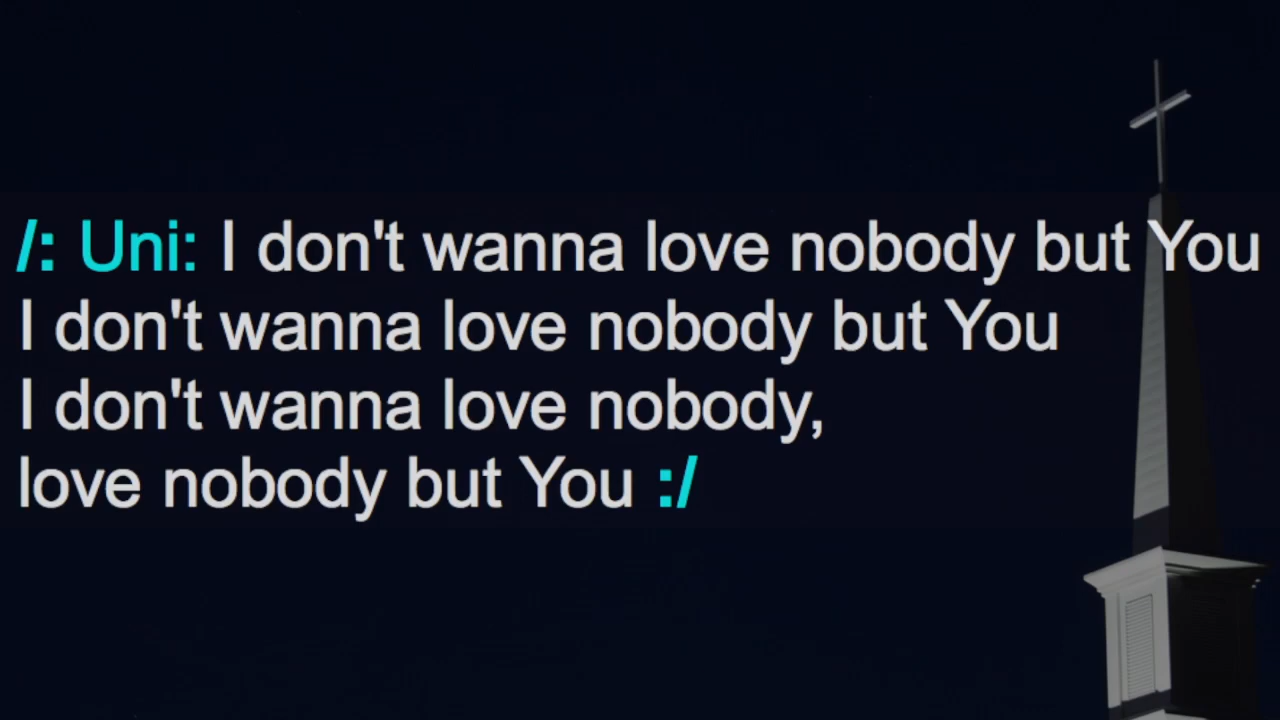 /: Uni: I don't wanna love nobody but You
I don't wanna love nobody but You
I don't wanna love nobody,
love nobody but You :/